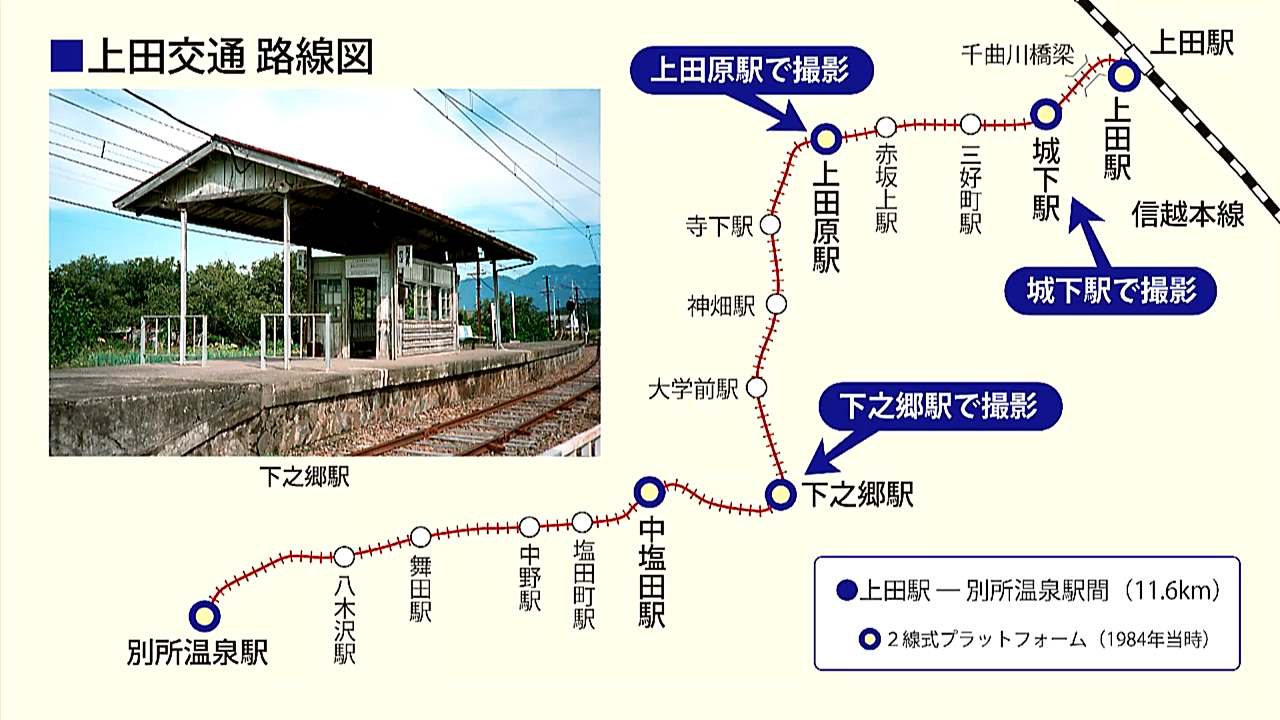 ■上田交通 路線図
下之郷駅
上田原駅で撮影
千曲川橋梁
上田駅
上田駅
城下駅
信越本線
城下駅で撮影
三好町駅
赤坂上駅
上田原駅
寺下駅
神畑駅
大学前駅
下之郷駅で撮影
下之郷駅
中塩田駅
塩田町駅
中野駅
舞田駅
八木沢駅
別所温泉駅
●上田駅 ― 別所温泉駅間（11.6km）
２線式プラットフォーム（1984年当時）